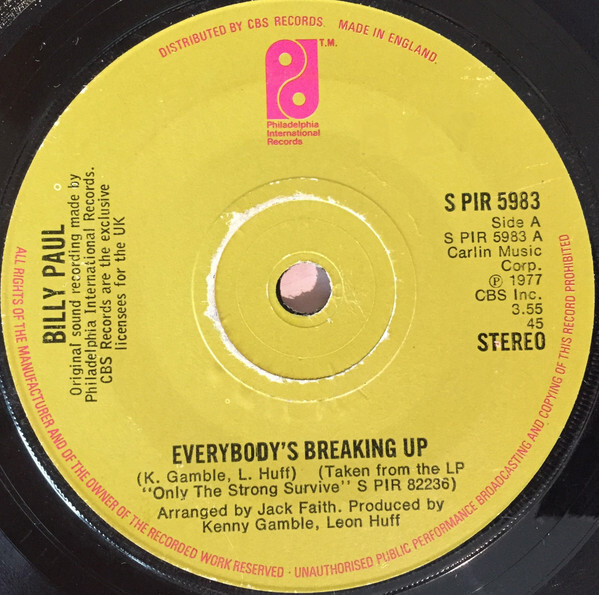 DISTRIBUTED BY CBS RECORDS. MADE IN ENGLAND.
T.M.
Philadelphia
International
Records
BILLY PAUL
Original sound recording made by
Philadelphia International Records.
CBS Records are the exclusive
licensees for the UK
S PIR 5983
Side A
S PIR 5983 A
Carlin Music
Corp.
℗ 1977
CBS Inc.
3.55
45
STEREO
EVERYBODY'S BREAKING UP
(K. Gamble, L. Huff) (Taken from the LP
"Only The Strong Survive" S PIR 82236)
Arranged by Jack Faith. Produced by
Kenny Gamble, Leon Huff
ALL RIGHTS OF THE MANUFACTURER AND OF THE OWNER OF THE RECORDED WORK RESERVED - UNAUTHORISED PUBLIC PERFORMANCE BROADCASTING AND COPYING OF THIS RECORD PROHIBITED